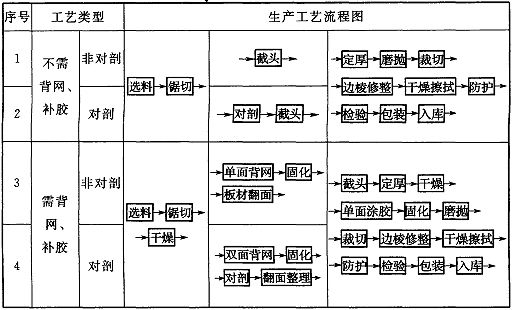 序号 工艺类型 生产工艺流程图
1 不需背网、补胶 非对剖 选料 锯切 截头 定厚 磨抛 裁切
边棱修整 干燥擦拭 防护
2 对剖 对剖 截头 检验 包装 入库
3 需背网、补胶 非对剖 选料 锯切 干燥 单面背网 固化
板材翻面 截头 定厚 干燥
单面涂胶 固化 磨抛
4 对剖 双面背网 固化 裁切 边棱修整 干燥擦拭
对剖 翻面整理 防护 检验 包装 入库